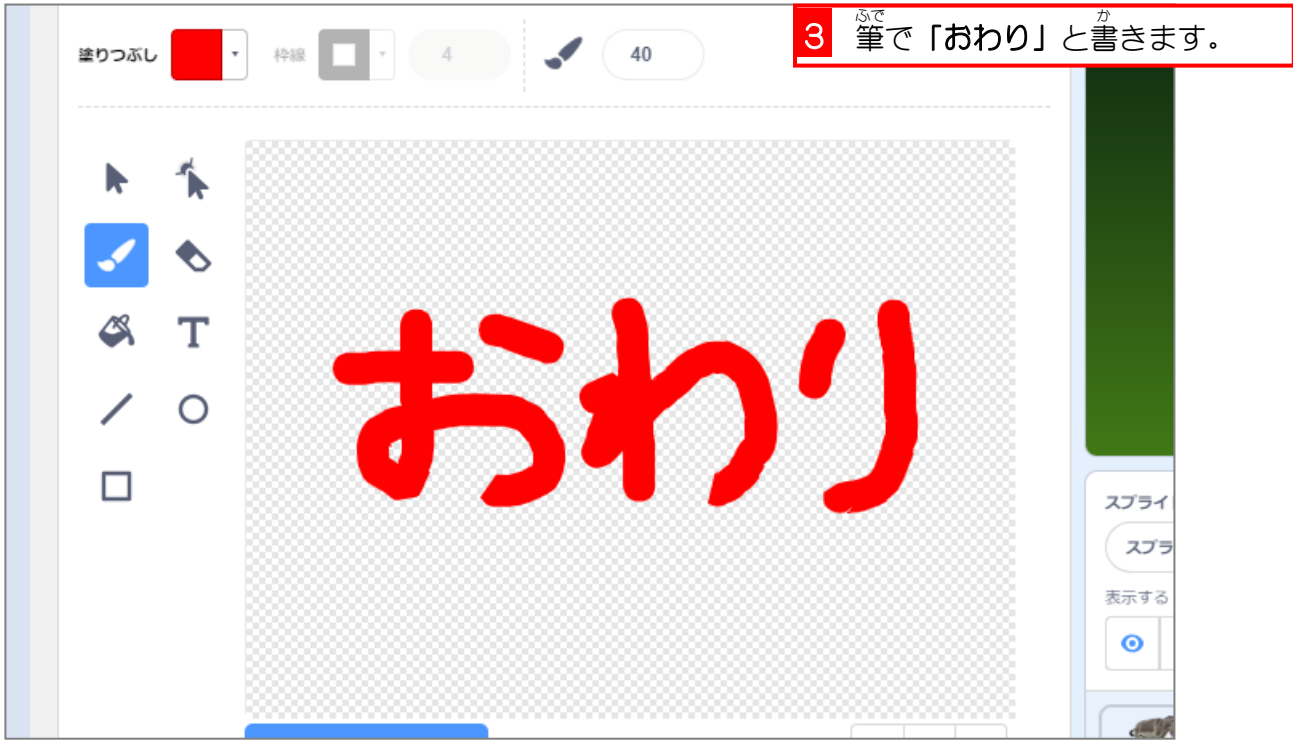 塗りつぶし 枠線 4 40
3 筆で「おわり」と書きます。
ふで か
おわり
T
スプライ
スプラ
表示する